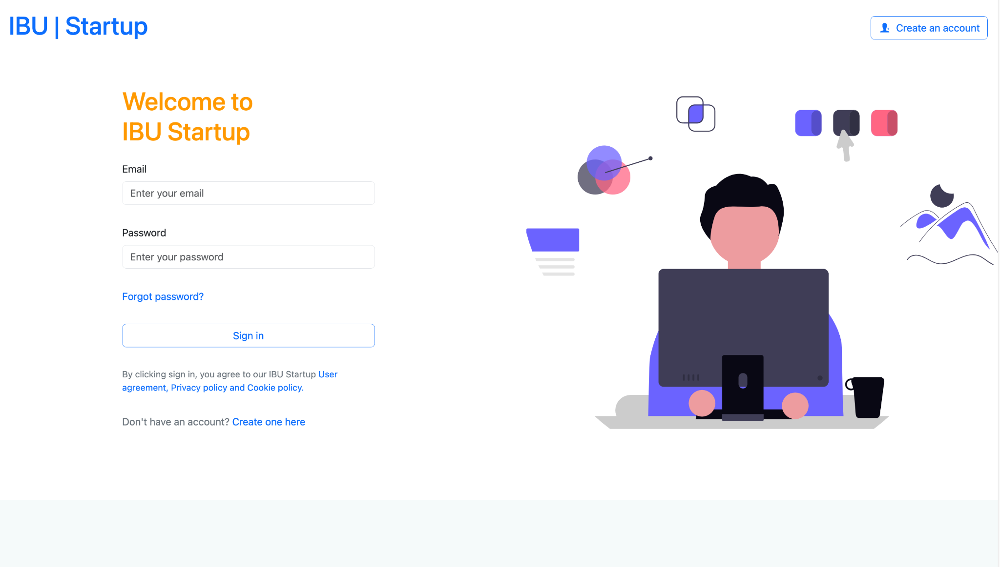 IBU | Startup
Create an account
Welcome to
IBU Startup
Email
Enter your email
Password
Enter your password
Forgot password?
Sign in
By clicking sign in, you agree to our IBU Startup User
agreement, Privacy policy and Cookie policy.
Don't have an account? Create one here